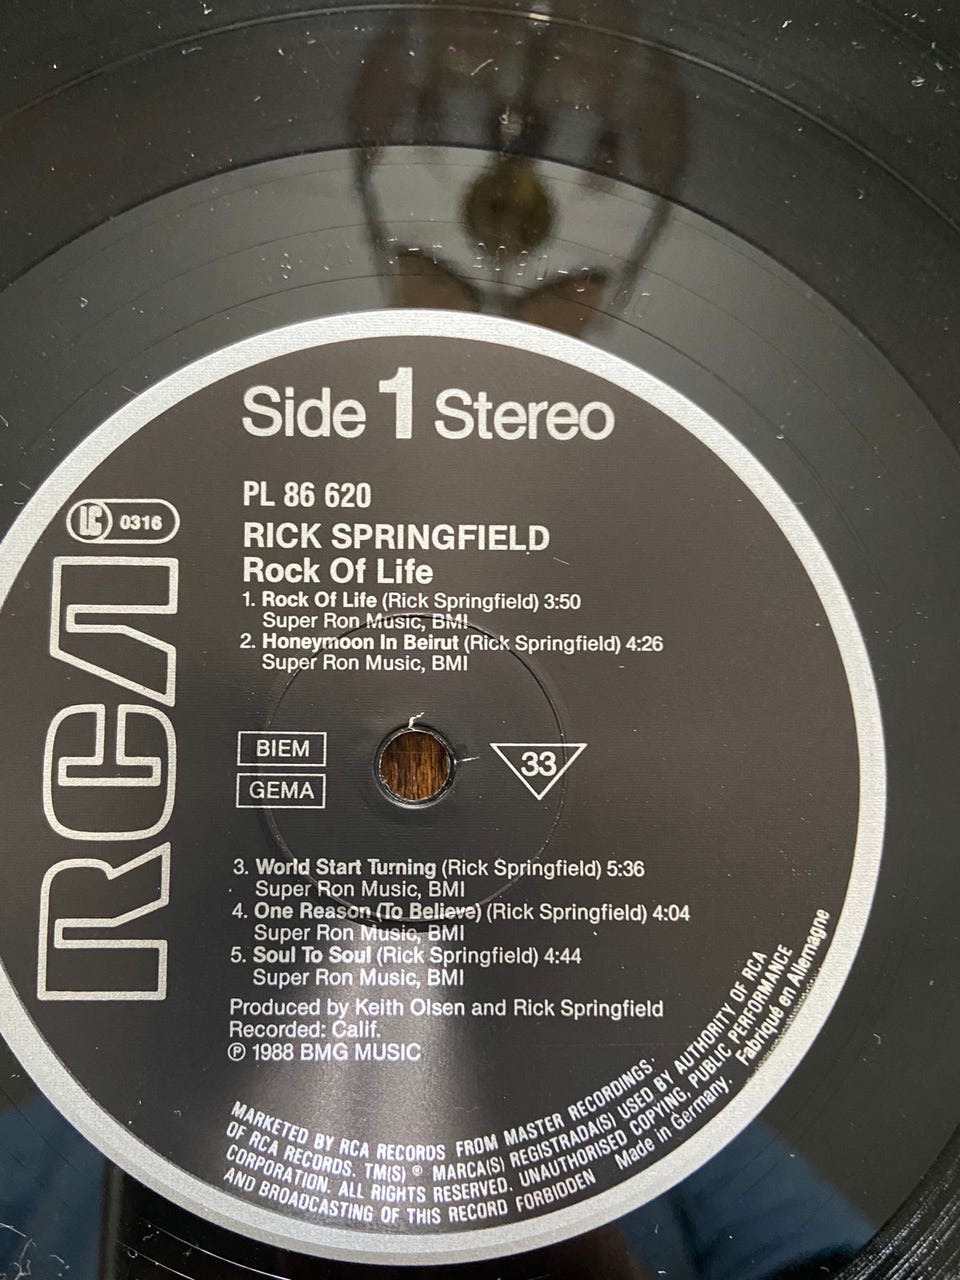 Side 1 Stereo
PL 86 620
LC 0316
RICK SPRINGFIELD
Rock Of Life
1. Rock Of Life (Rick Springfield) 3:50
Super Ron Music, BMI
2. Honeymoon In Beirut (Rick Springfield) 4:26
Super Ron Music, BMI
RCA
BIEM
GEMA
33
3. World Start Turning (Rick Springfield) 5:36
Super Ron Music, BMI
4. One Reason (To Believe) (Rick Springfield) 4:04
Super Ron Music, BMI
5. Soul To Soul (Rick Springfield) 4:44
Super Ron Music, BMI
Produced by Keith Olsen and Rick Springfield
Recorded: Calif.
℗ 1988 BMG MUSIC
MARKETED BY RCA RECORDS FROM MASTER RECORDINGS.
OF RCA RECORDS. TM(S) ® MARCA(S) REGISTRADA(S) USED BY AUTHORITY OF RCA
CORPORATION. ALL RIGHTS RESERVED. UNAUTHORISED COPYING, PUBLIC PERFORMANCE
AND BROADCASTING OF THIS RECORD FORBIDDEN Made in Germany. Fabriqué en Allemagne